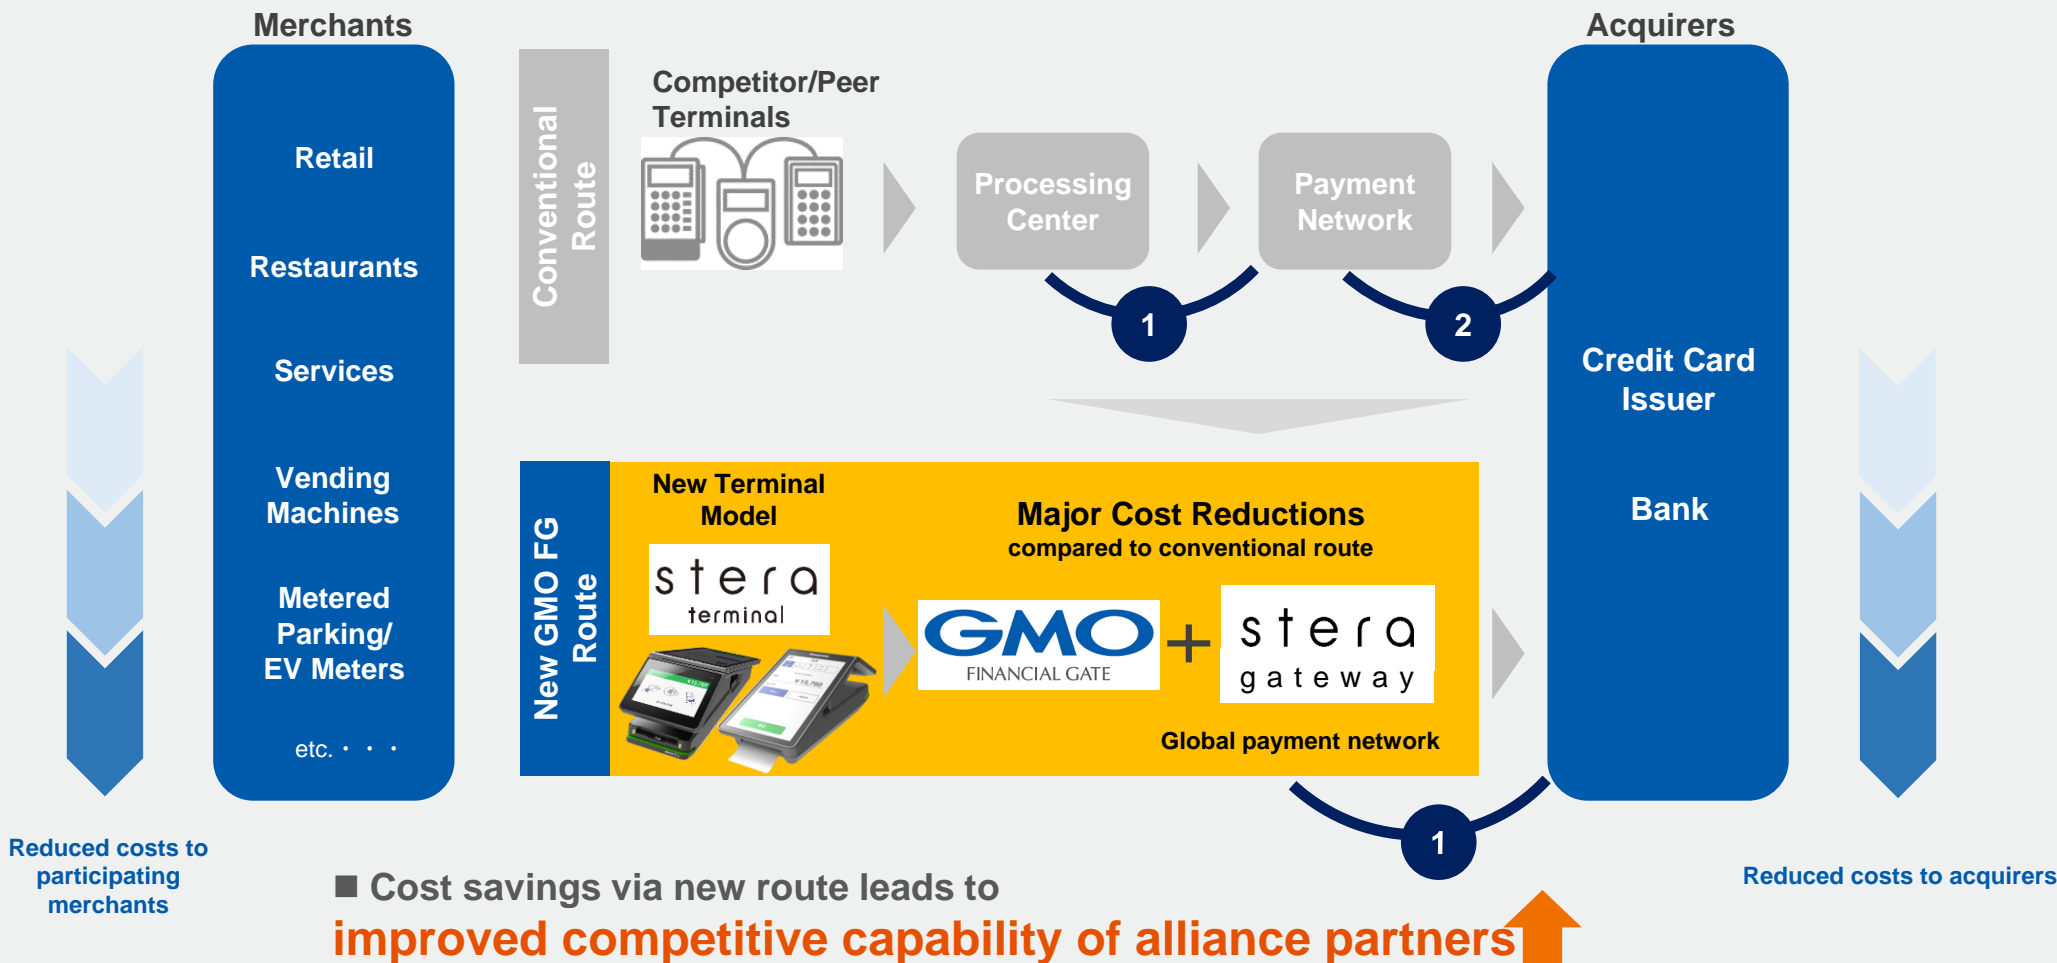 Merchants
Retail
Restaurants
Services
Vending
Machines
Metered
Parking/
EV Meters
etc.・・・
Conventional
Route
Competitor/Peer
Terminals
Processing
Center
Payment
Network
1
2
New GMO FG
Route
New Terminal
Model
stera
terminal
Major Cost Reductions
compared to conventional route
GMO
FINANCIAL GATE
+
stera
gateway
Global payment network
1
Acquirers
Credit Card
Issuer
Bank
Reduced costs to
participating
merchants
Reduced costs to acquirers
■ Cost savings via new route leads to
improved competitive capability of alliance partners